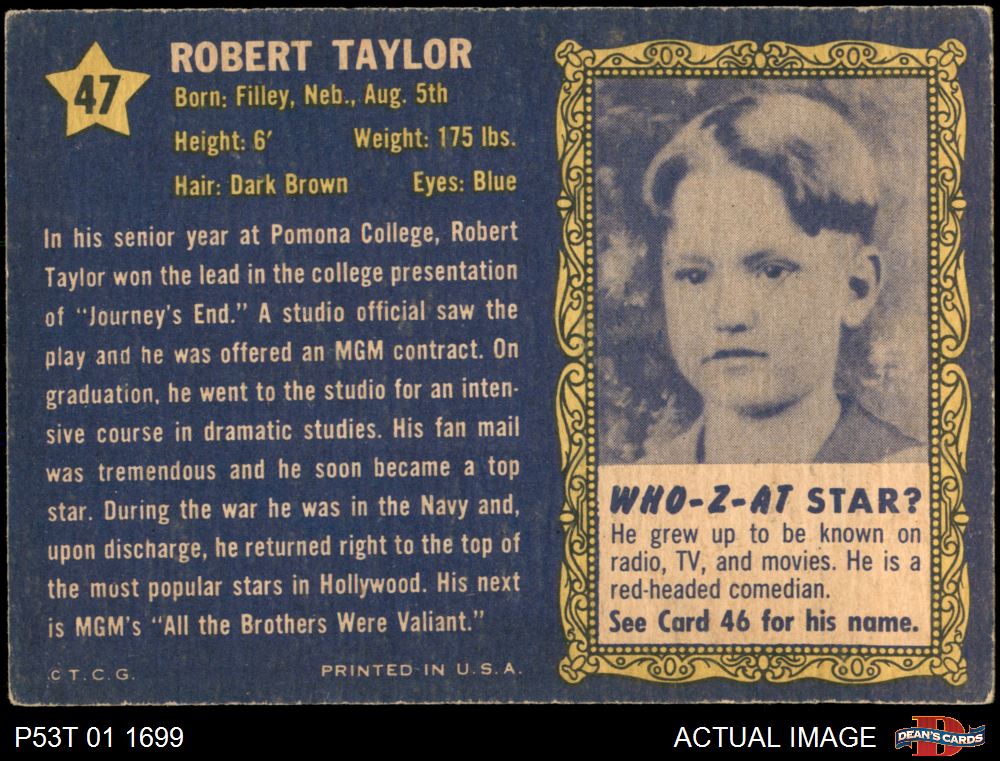 47
ROBERT TAYLOR
Born: Filley, Neb., Aug. 5th
Height: 6' Weight: 175 lbs.
Hair: Dark Brown Eyes: Blue
In his senior year at Pomona College, Robert
Taylor won the lead in the college presentation
of "Journey's End." A studio official saw the
play and he was offered an MGM contract. On
graduation, he went to the studio for an inten-
sive course in dramatic studies. His fan mail
was tremendous and he soon became a top
star. During the war he was in the Navy and,
upon discharge, he returned right to the top of
the most popular stars in Hollywood. His next
is MGM's "All the Brothers Were Valiant."
© T.C.G. PRINTED IN U.S.A.
WHO-Z-AT STAR?
He grew up to be known on
radio, TV, and movies. He is a
red-headed comedian.
See Card 46 for his name.
P53T 01 1699 ACTUAL IMAGE
DEAN'S CARDS